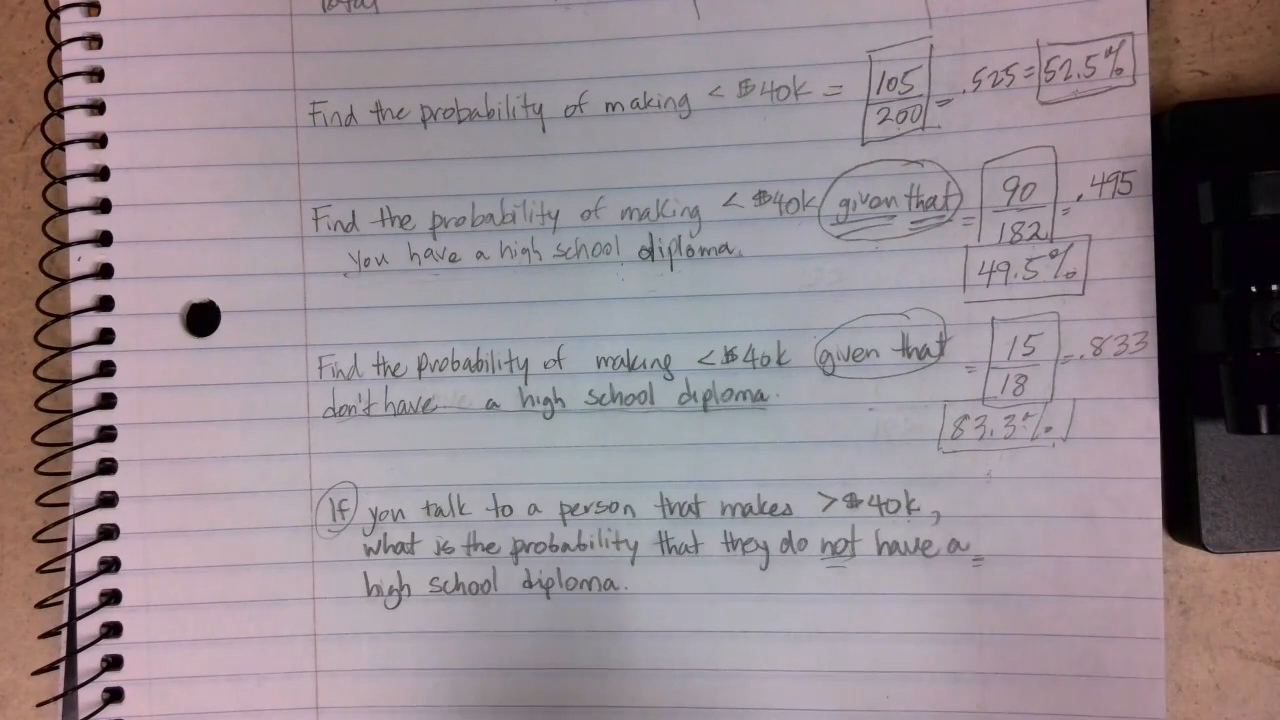 Total
Find the probability of making < $40k = 105/200 = .525 = 52.5%
Find the probability of making < $40k given that = 90/182 = .495
you have a high school diploma.
49.5%
Find the probability of making < $40k given that = 15/18 = .833
don't have a high school diploma.
83.3%
If you talk to a person that makes > $40k,
what is the probability that they do not have a
high school diploma.